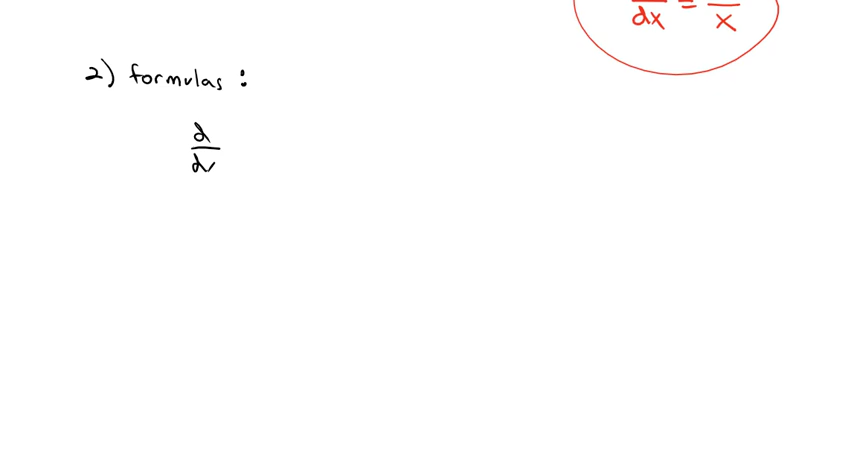 dx = x
2) formulas :
d
d